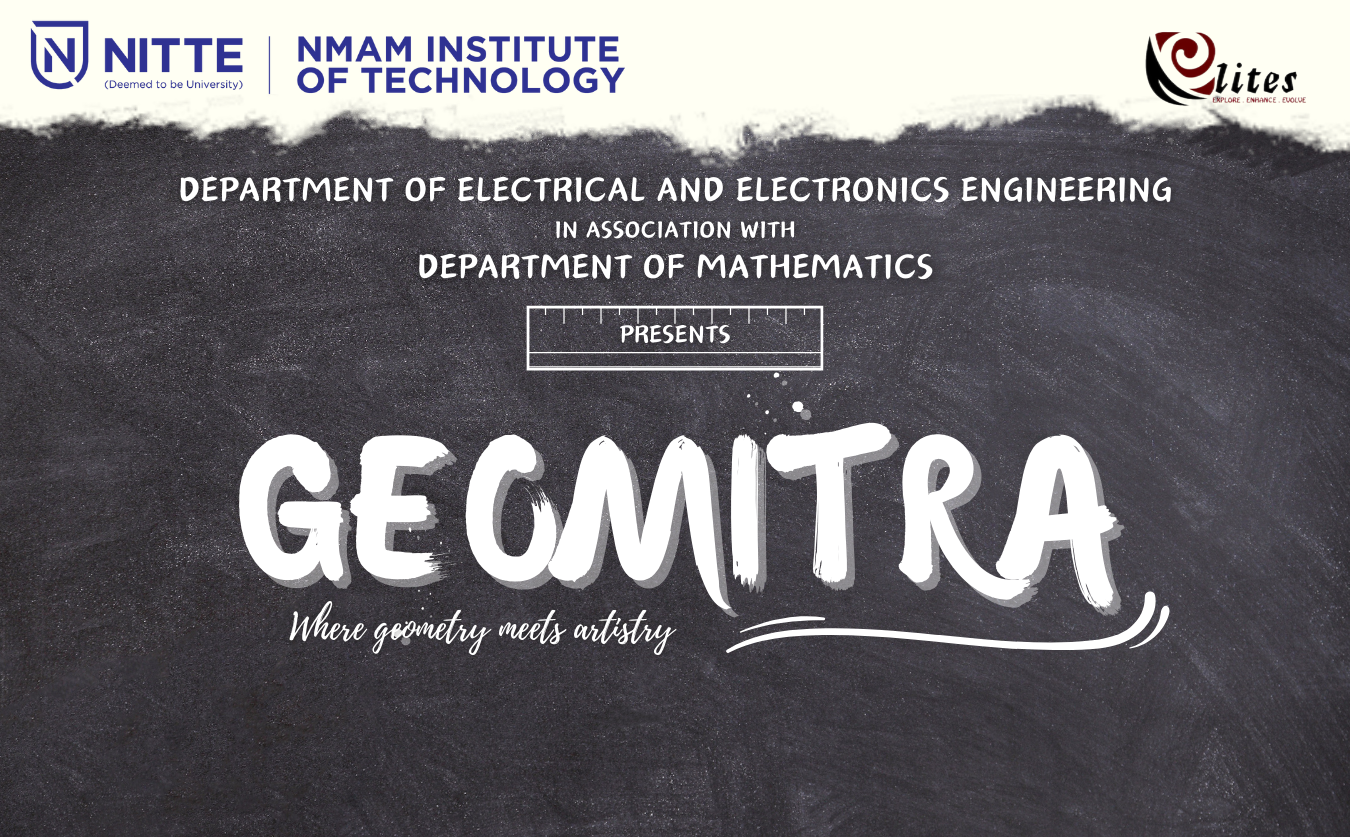 NITTE
(Deemed to be University)
NMAM INSTITUTE
OF TECHNOLOGY
elites
EXPLORE . ENHANCE . EVOLVE
DEPARTMENT OF ELECTRICAL AND ELECTRONICS ENGINEERING
IN ASSOCIATION WITH
DEPARTMENT OF MATHEMATICS
PRESENTS
GEOMITRA
Where geometry meets artistry